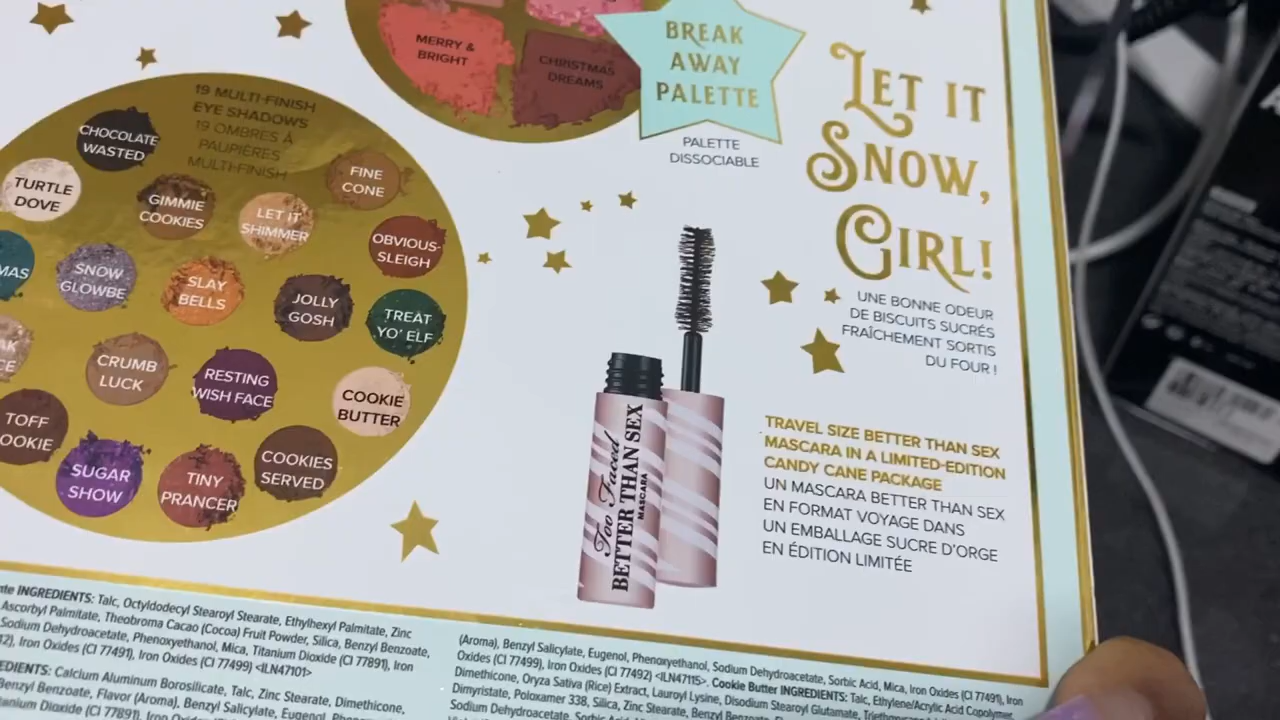 MERRY &
BRIGHT
CHRISTMAS
DREAMS
BREAK
AWAY
PALETTE
PALETTE
DISSOCIABLE
LET IT
SNOW,
GIRL!
UNE BONNE ODEUR
DE BISCUITS SUCRÉS
FRAÎCHEMENT SORTIS
DU FOUR !
19 MULTI-FINISH
EYE SHADOWS
19 OMBRES À
PAUPIÈRES
MULTI-FINISH
CHOCOLATE
WASTED
TURTLE
DOVE
GIMMIE
COOKIES
LET IT
SHIMMER
FINE
CONE
OBVIOUS-
SLEIGH
MAS
SNOW
GLOWBE
SLAY
BELLS
JOLLY
GOSH
TREAT
YO' ELF
CRUMB
LUCK
RESTING
WISH FACE
COOKIE
BUTTER
TOFF
OOKIE
SUGAR
SHOW
TINY
PRANCER
COOKIES
SERVED
Too Faced
BETTER THAN SEX
MASCARA
TRAVEL SIZE BETTER THAN SEX
MASCARA IN A LIMITED-EDITION
CANDY CANE PACKAGE
UN MASCARA BETTER THAN SEX
EN FORMAT VOYAGE DANS
UN EMBALLAGE SUCRE D'ORGE
EN ÉDITION LIMITÉE
INGREDIENTS: Talc, Octyldodecyl Stearoyl Stearate, Ethylhexyl Palmitate, Zinc
Ascorbyl Palmitate, Theobroma Cacao (Cocoa) Fruit Powder, Silica, Benzyl Benzoate,
Sodium Dehydroacetate, Phenoxyethanol, Mica, Titanium Dioxide (CI 77891), Iron
Iron Oxides (CI 77491), Iron Oxides (CI 77499) <ILN47101>
EDIENTS: Calcium Aluminum Borosilicate, Talc, Zinc Stearate, Dimethicone,
Benzyl Benzoate, Flavor (Aroma), Benzyl Salicylate, Eugenol,
Dioxide (CI 77891), Iron
(Aroma), Benzyl Salicylate, Eugenol, Phenoxyethanol, Sodium Dehydroacetate, Sorbic Acid, Mica, Iron Oxides (CI 77491), Iron
Oxides (CI 77499), Iron Oxides (CI 77492) <ILN47115>. Cookie Butter INGREDIENTS: Talc, Ethylene/Acrylic Acid Copolymer,
Dimethicone, Oryza Sativa (Rice) Extract, Lauroyl Lysine, Disodium Stearoyl Glutamate,
Dimyristate, Poloxamer 338, Silica, Zinc Stearate, Benzyl
Sodium Dehydroacetate, Sorbic